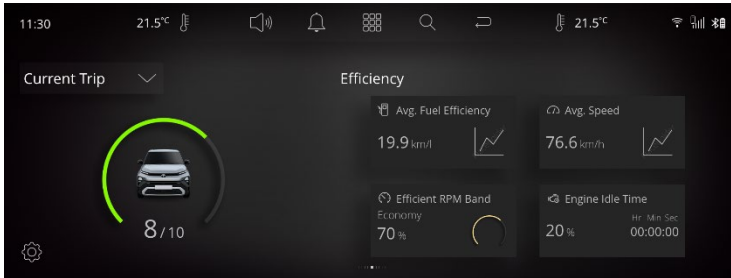 11:30
21.5°C
21.5°C
Current Trip
Efficiency
Avg. Fuel Efficiency
19.9 km/l
Avg. Speed
76.6 km/h
8/10
Efficient RPM Band
Economy
70 %
Engine Idle Time
Hr Min Sec
20 % 00:00:00